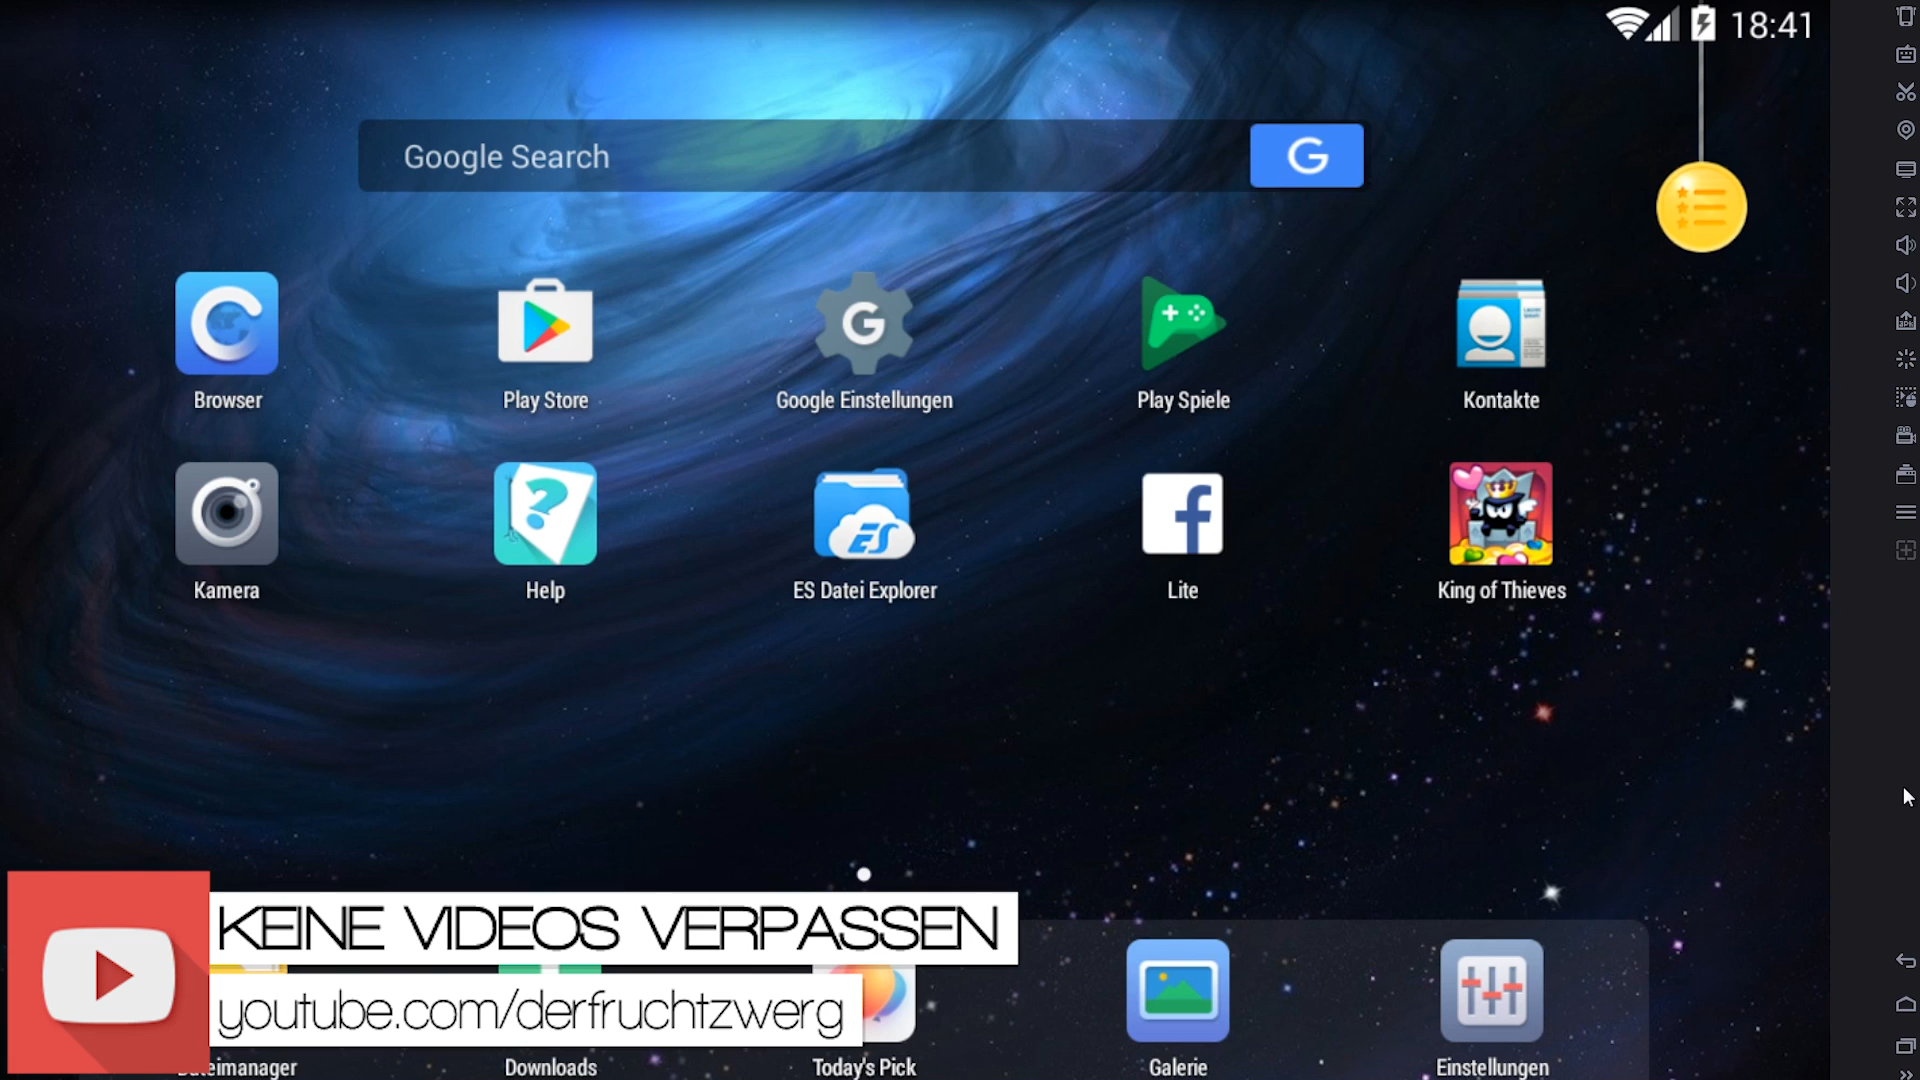 18:41
Google Search
Browser
Play Store
Google Einstellungen
Play Spiele
Kontakte
Kamera
Help
ES Datei Explorer
Lite
King of Thieves
KEINE VIDEOS VERPASSEN
youtube.com/derfruchtzwerg
eimanager
Downloads
Today's Pick
Galerie
Einstellungen